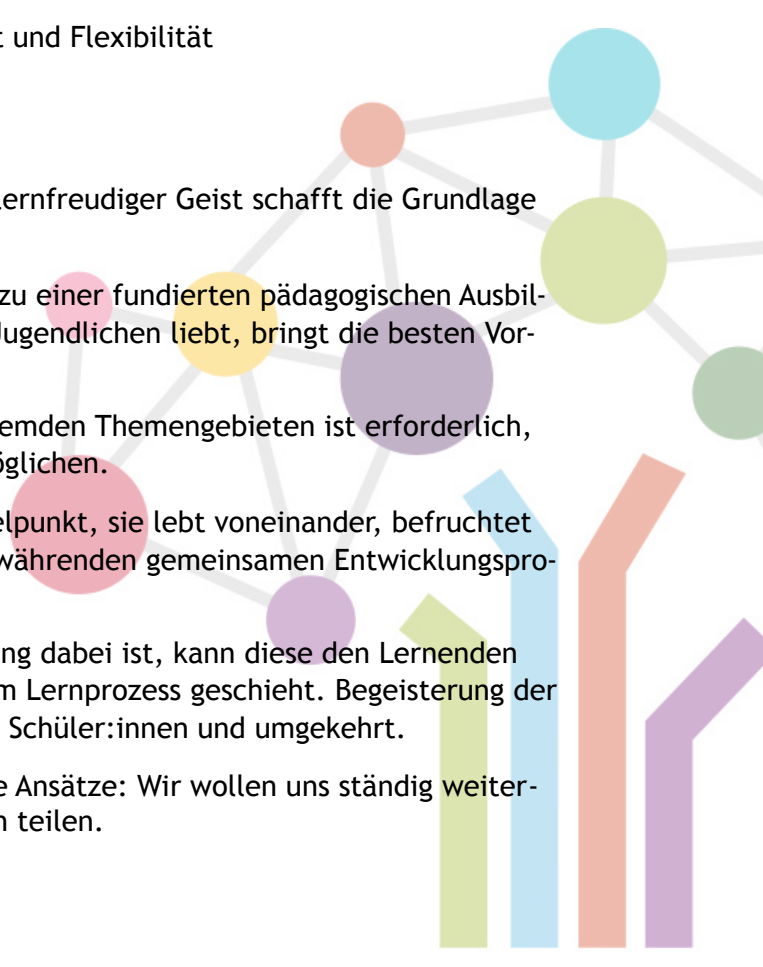 t und Flexibilität
lernfreudiger Geist schafft die Grundlage
zu einer fundierten pädagogischen Ausbil-
Jugendlichen liebt, bringt die besten Vor-
emden Themengebieten ist erforderlich,
öglichen.
elpunkt, sie lebt voneinander, befruchtet
währenden gemeinsamen Entwicklungspro-
ng dabei ist, kann diese den Lernenden
m Lernprozess geschieht. Begeisterung der
Schüler:innen und umgekehrt.
e Ansätze: Wir wollen uns ständig weiter-
n teilen.